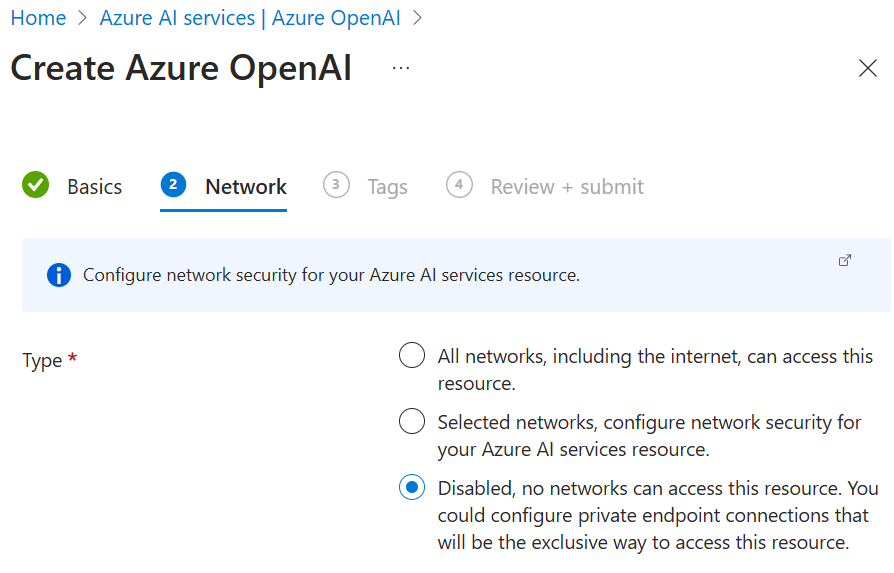 Home > Azure AI services | Azure OpenAI >
Create Azure OpenAI ...
Basics 2 Network 3 Tags 4 Review + submit
Configure network security for your Azure AI services resource.
Type *
All networks, including the internet, can access this
resource.
Selected networks, configure network security for
your Azure AI services resource.
Disabled, no networks can access this resource. You
could configure private endpoint connections that
will be the exclusive way to access this resource.